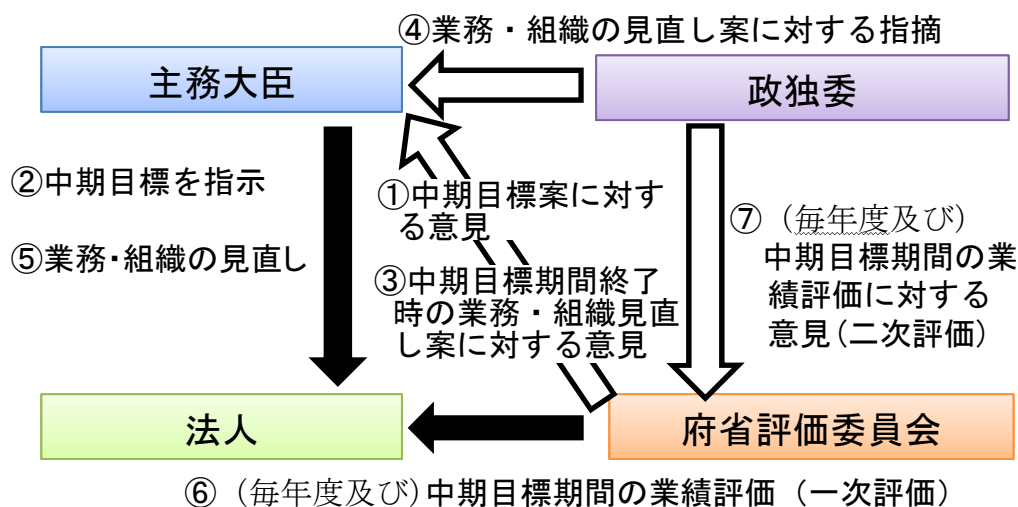 ④業務・組織の見直し案に対する指摘
主務大臣
政独委
②中期目標を指示
⑤業務・組織の見直し
①中期目標案に対す
る意見
③中期目標期間終了
時の業務・組織見直
し案に対する意見
⑦（毎年度及び）
中期目標期間の業
績評価に対する
意見（二次評価）
法人
府省評価委員会
⑥（毎年度及び）中期目標期間の業績評価（一次評価）